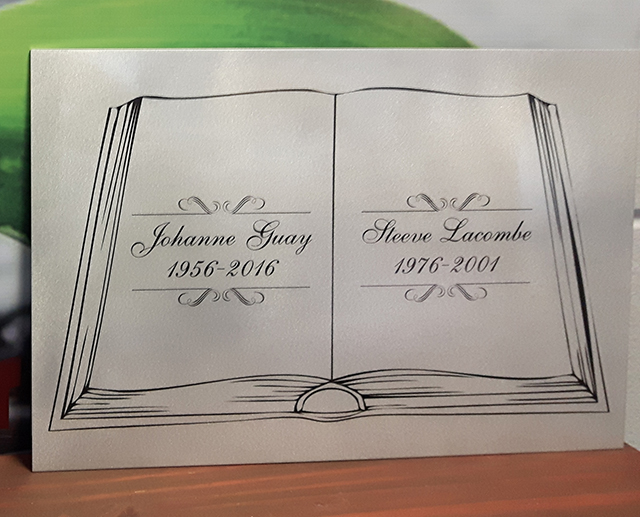 Johanne Guay
1956-2016
Steeve Lacombe
1976-2001